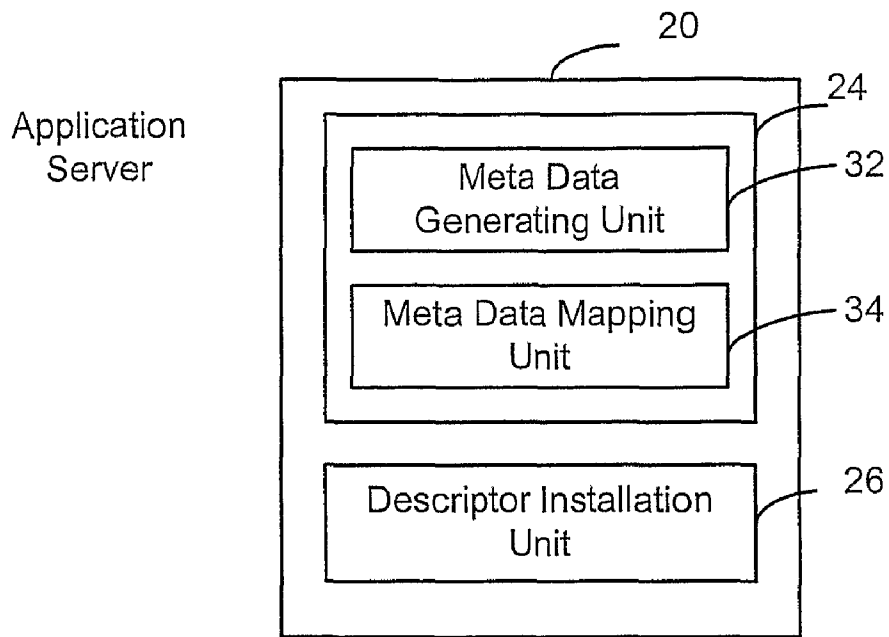 20
24
Application
Server
Meta Data
Generating Unit
32
Meta Data Mapping
Unit
34
Descriptor Installation
Unit
26